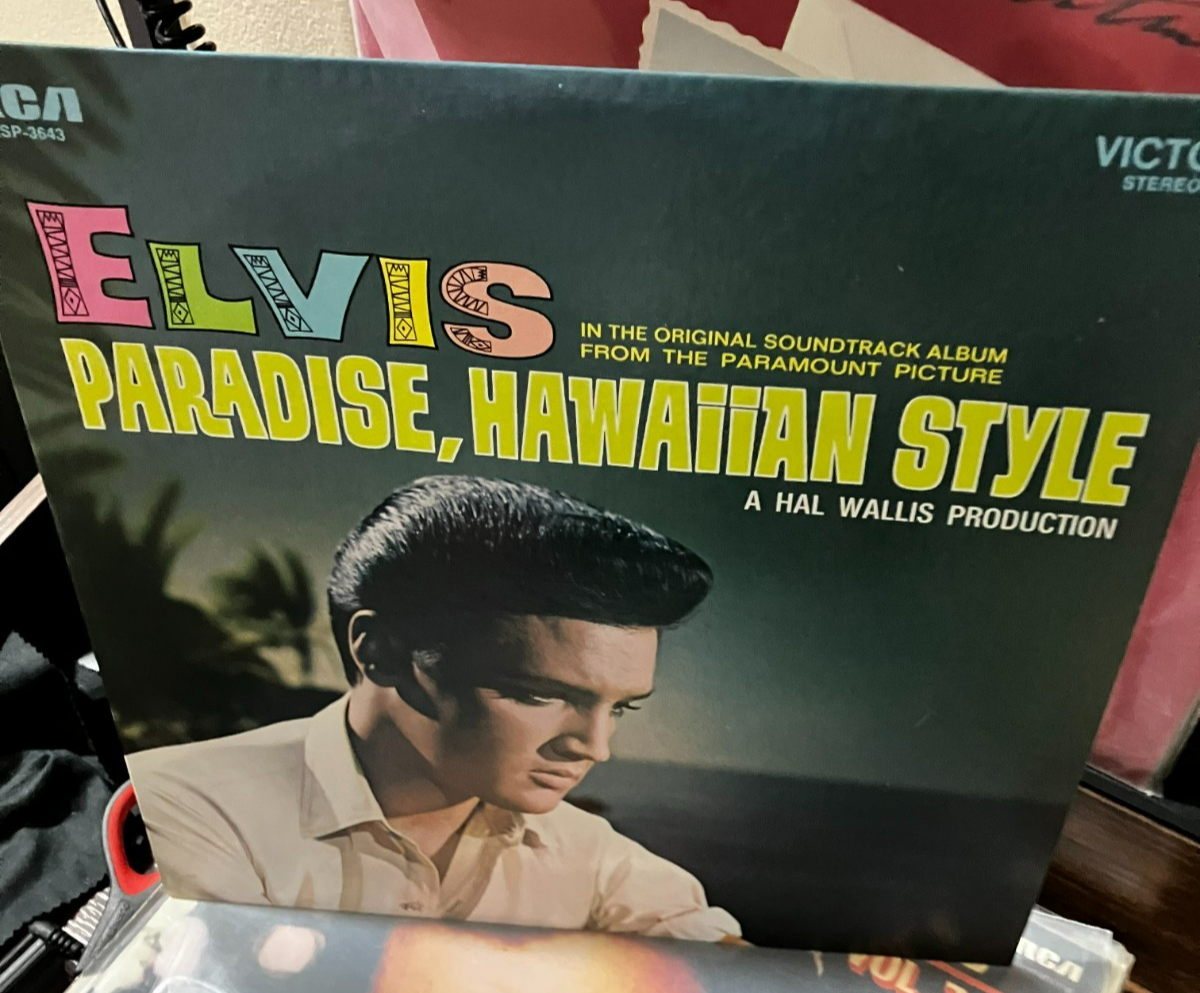 RCA
SP-3643
VICTO
STEREO
ELVIS
IN THE ORIGINAL SOUNDTRACK ALBUM
FROM THE PARAMOUNT PICTURE
PARADISE, HAWAiiAN STYLE
A HAL WALLIS PRODUCTION
VOL
RCA